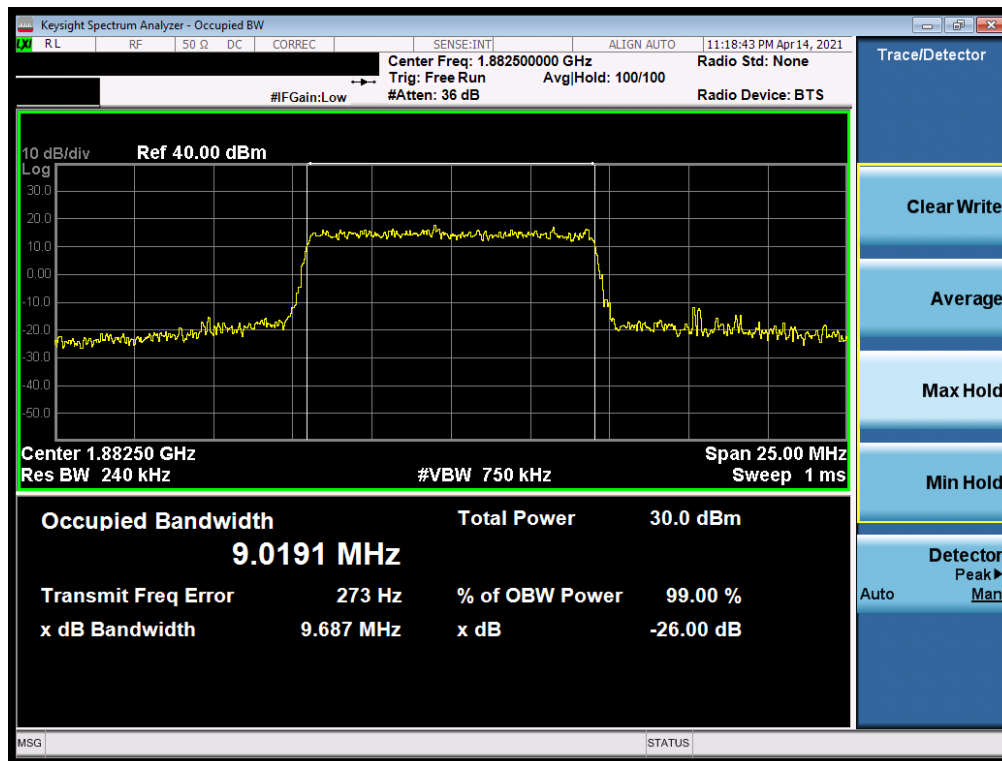 Keysight Spectrum Analyzer - Occupied BW
LXI RL RF 50 Ω DC CORREC SENSE:INT ALIGN AUTO 11:18:43 PM Apr 14, 2021
Center Freq: 1.882500000 GHz Radio Std: None
Trig: Free Run Avg|Hold: 100/100
#IFGain:Low #Atten: 36 dB Radio Device: BTS
10 dB/div Ref 40.00 dBm
Log
30.0
20.0
10.0
0.00
-10.0
-20.0
-30.0
-40.0
-50.0
Center 1.88250 GHz Span 25.00 MHz
Res BW 240 kHz #VBW 750 kHz Sweep 1 ms
Occupied Bandwidth Total Power 30.0 dBm
9.0191 MHz
Transmit Freq Error 273 Hz % of OBW Power 99.00 %
x dB Bandwidth 9.687 MHz x dB -26.00 dB
MSG STATUS
Trace/Detector
Clear Write
Average
Max Hold
Min Hold
Detector
Peak▶
Auto Man